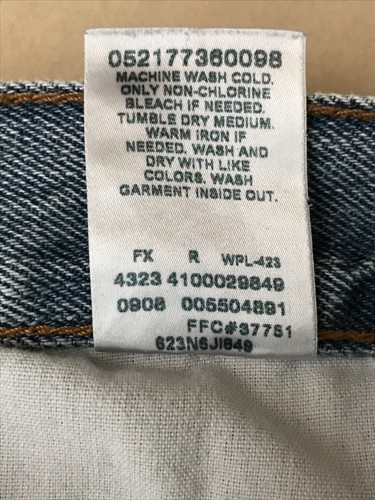 052177360098
MACHINE WASH COLD.
ONLY NON-CHLORINE
BLEACH IF NEEDED.
TUMBLE DRY MEDIUM.
WARM IRON IF
NEEDED. WASH AND
DRY WITH LIKE
COLORS. WASH
GARMENT INSIDE OUT.
FX R WPL-423
4323 4100029849
0908 005504891
FFC#37751
623N6JI649